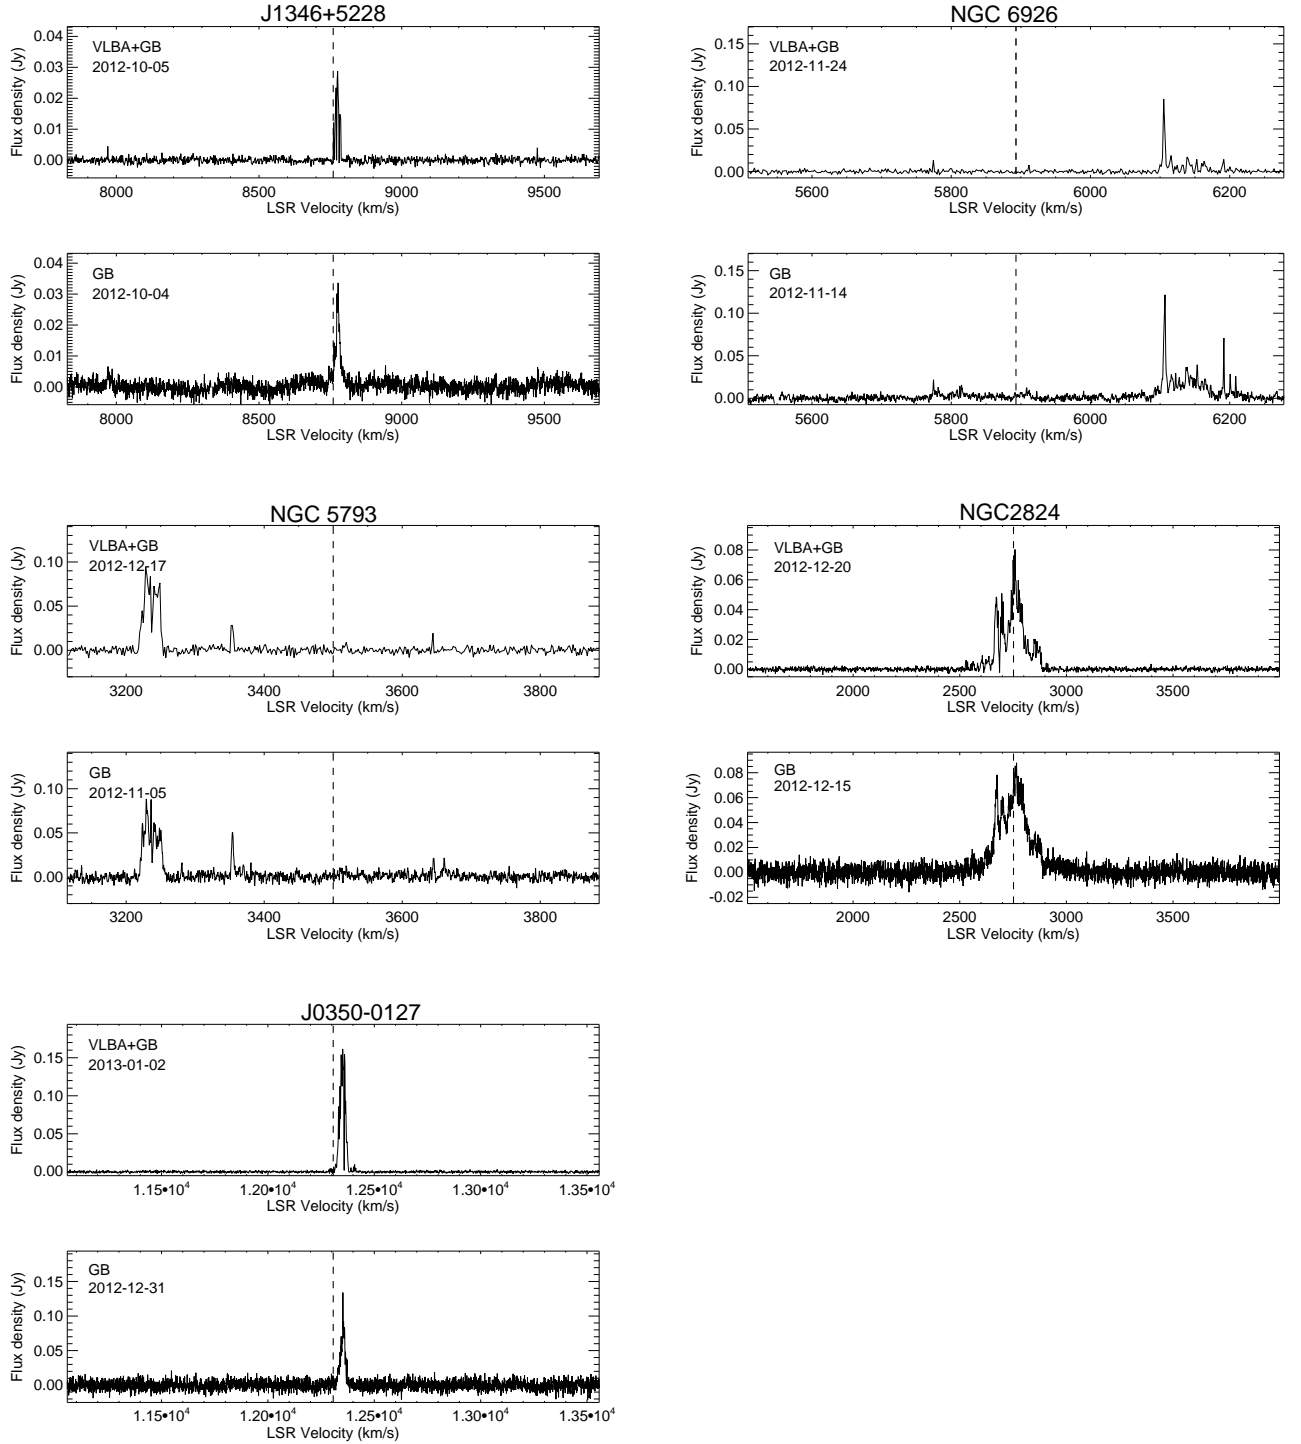 J1346+5228
VLBA+GB
2012-10-05
0.04
0.03
0.02
0.01
0.00
Flux density (Jy)
8000 8500 9000 9500
LSR Velocity (km/s)
GB
2012-10-04
0.04
0.03
0.02
0.01
0.00
Flux density (Jy)
8000 8500 9000 9500
LSR Velocity (km/s)
NGC 6926
VLBA+GB
2012-11-24
0.15
0.10
0.05
0.00
Flux density (Jy)
5600 5800 6000 6200
LSR Velocity (km/s)
GB
2012-11-14
0.15
0.10
0.05
0.00
Flux density (Jy)
5600 5800 6000 6200
LSR Velocity (km/s)
NGC 5793
VLBA+GB
2012-12-17
0.10
0.05
0.00
Flux density (Jy)
3200 3400 3600 3800
LSR Velocity (km/s)
GB
2012-11-05
0.10
0.05
0.00
Flux density (Jy)
3200 3400 3600 3800
LSR Velocity (km/s)
NGC2824
VLBA+GB
2012-12-20
0.08
0.06
0.04
0.02
0.00
Flux density (Jy)
2000 2500 3000 3500
LSR Velocity (km/s)
GB
2012-12-15
0.08
0.06
0.04
0.02
0.00
-0.02
Flux density (Jy)
2000 2500 3000 3500
LSR Velocity (km/s)
J0350-0127
VLBA+GB
2013-01-02
0.15
0.10
0.05
0.00
Flux density (Jy)
1.15•10⁴ 1.20•10⁴ 1.25•10⁴ 1.30•10⁴ 1.35•10⁴
LSR Velocity (km/s)
GB
2012-12-31
0.15
0.10
0.05
0.00
Flux density (Jy)
1.15•10⁴ 1.20•10⁴ 1.25•10⁴ 1.30•10⁴ 1.35•10⁴
LSR Velocity (km/s)